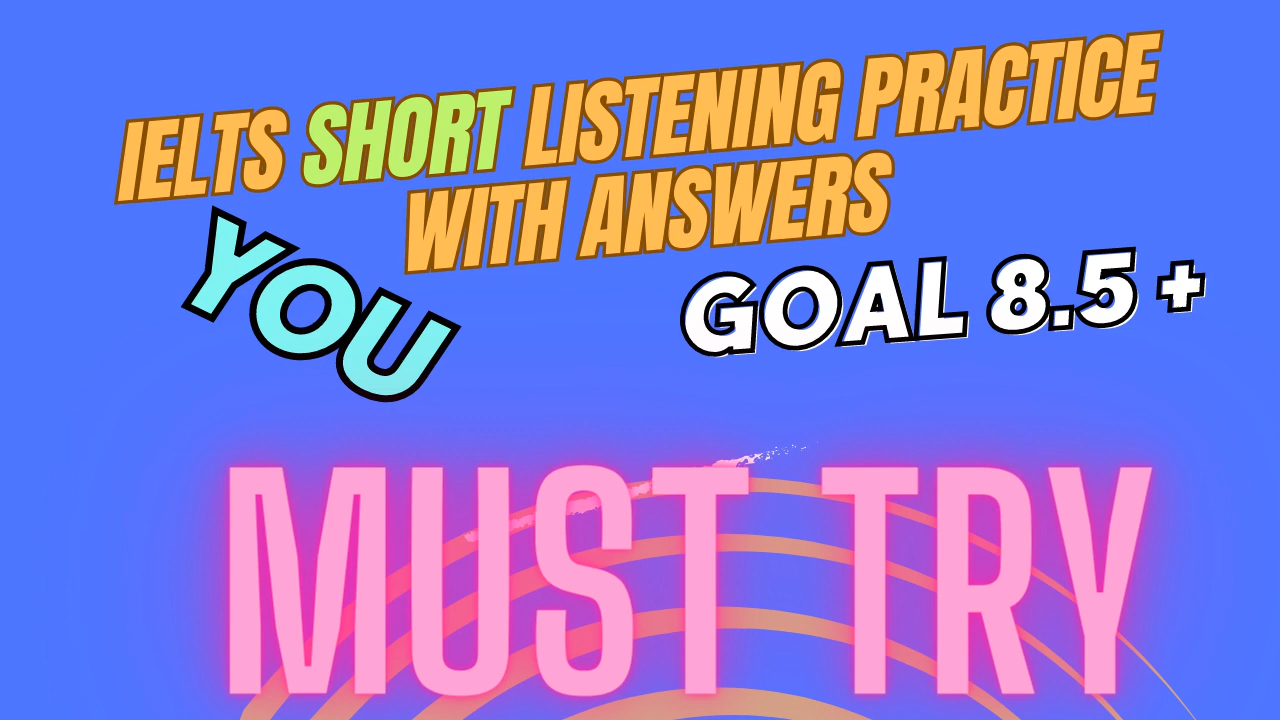 IELTS SHORT LISTENING PRACTICE
WITH ANSWERS
YOU
GOAL 8.5 +
MUST TRY